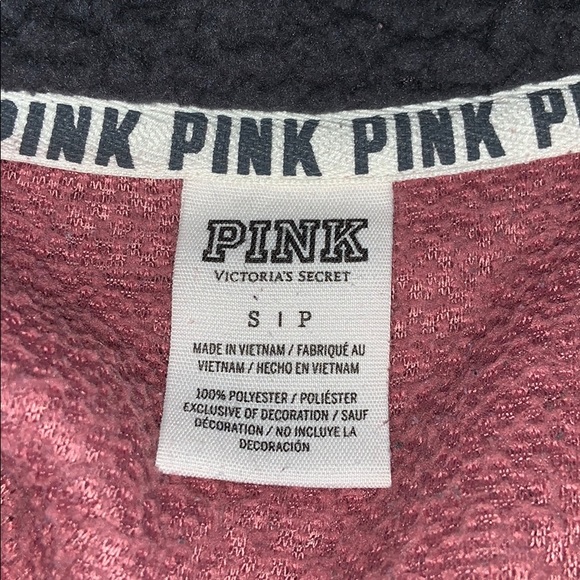 PINK PINK PINK P
PINK
VICTORIA'S SECRET
S | P
MADE IN VIETNAM / FABRIQUÉ AU
VIETNAM / HECHO EN VIETNAM
100% POLYESTER / POLIÉSTER
EXCLUSIVE OF DECORATION / SAUF
DÉCORATION / NO INCLUYE LA
DECORACIÓN